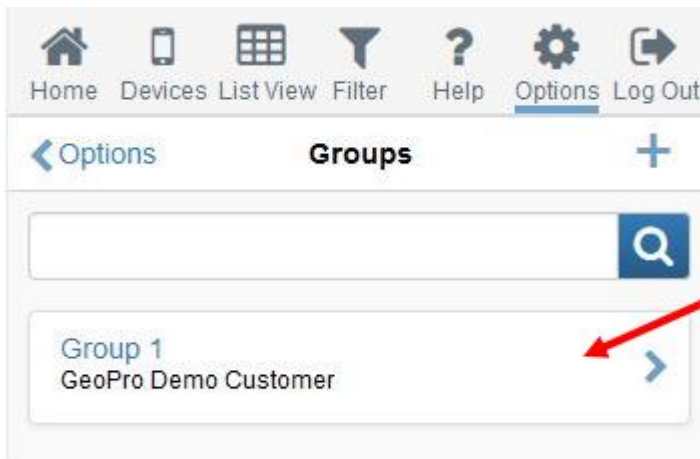 Home Devices List View Filter Help Options Log Out
Options Groups +
Group 1
GeoPro Demo Customer